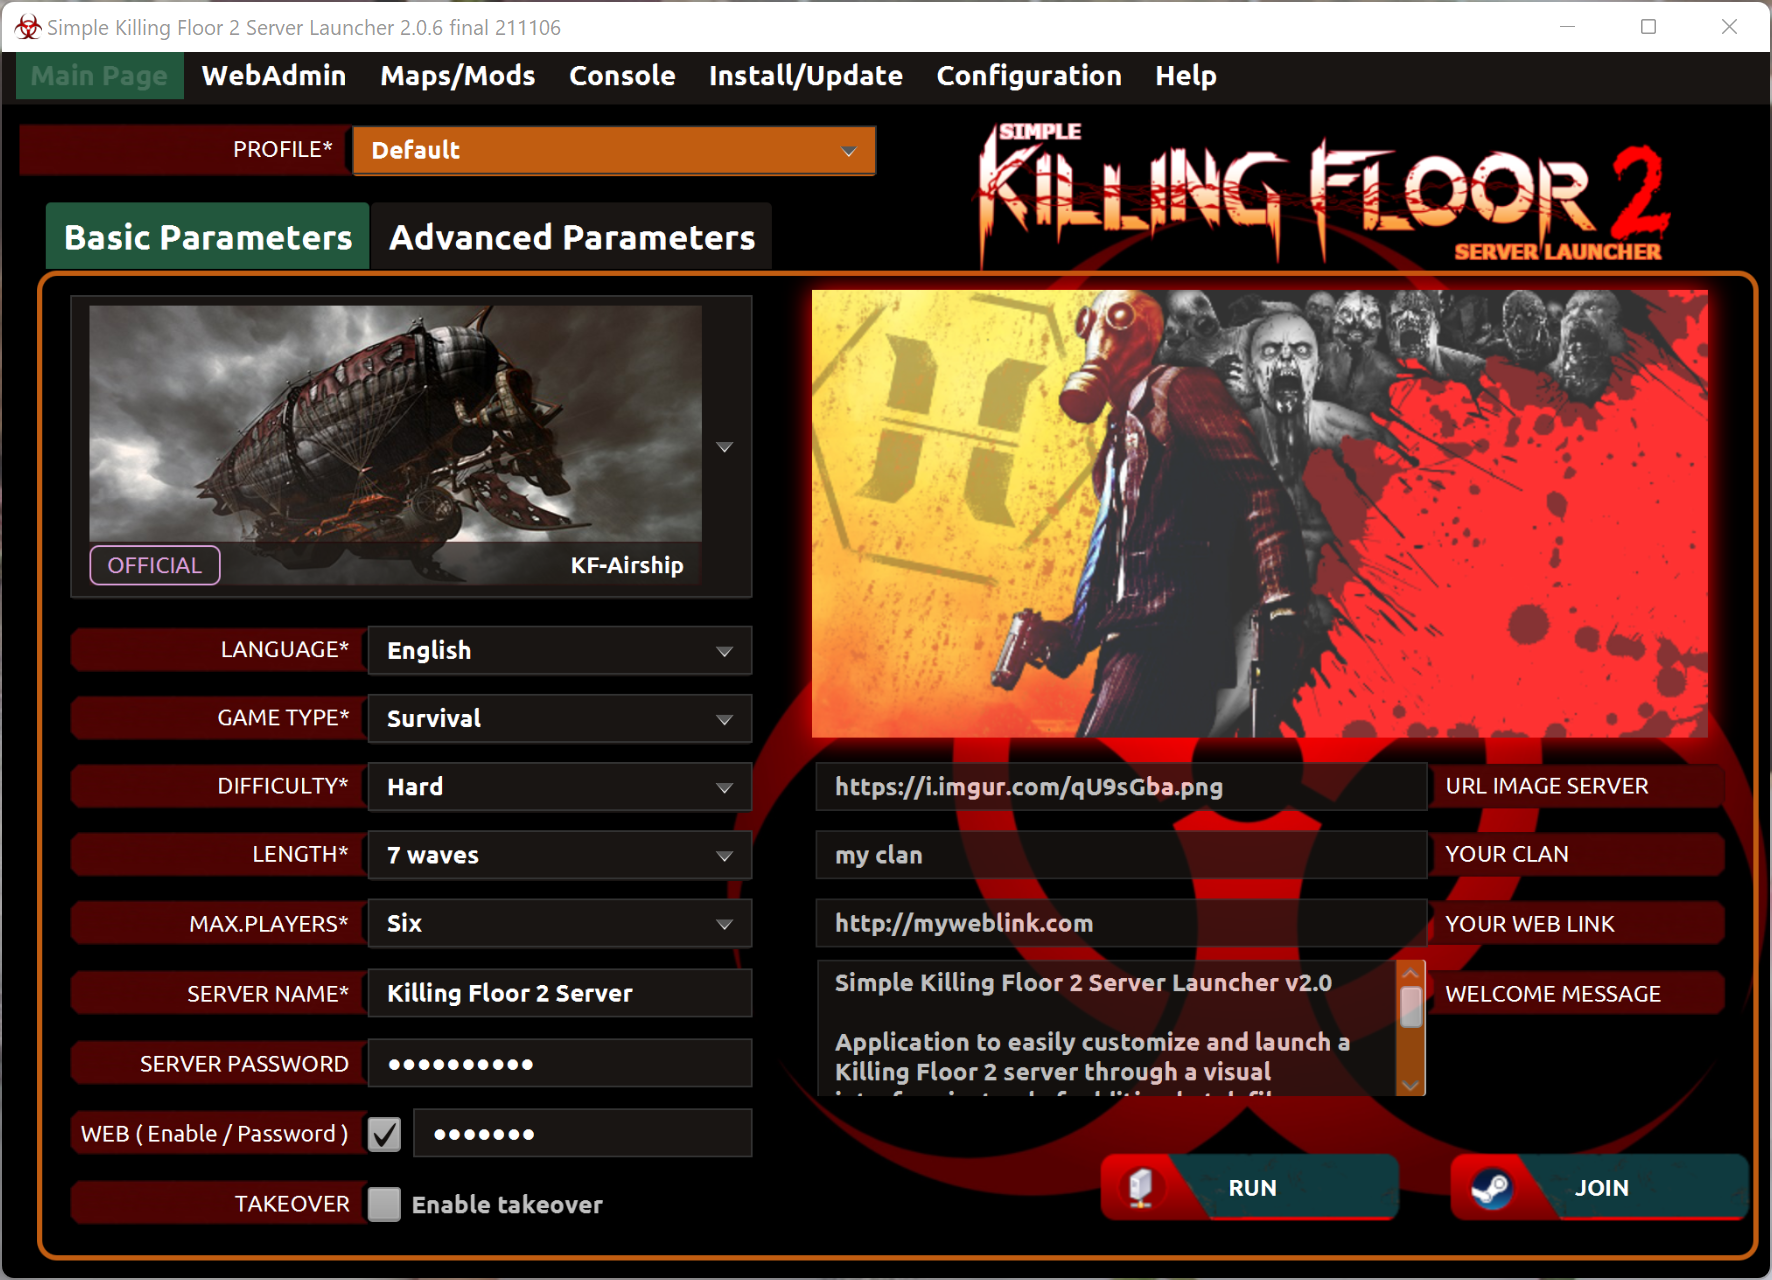 Simple Killing Floor 2 Server Launcher 2.0.6 final 211106
Main Page WebAdmin Maps/Mods Console Install/Update Configuration Help
PROFILE* Default
SIMPLE
KILLING FLOOR 2
SERVER LAUNCHER
Basic Parameters Advanced Parameters
OFFICIAL KF-Airship
LANGUAGE* English
GAME TYPE* Survival
DIFFICULTY* Hard
LENGTH* 7 waves
MAX.PLAYERS* Six
SERVER NAME* Killing Floor 2 Server
SERVER PASSWORD ●●●●●●●●●●
WEB ( Enable / Password ) ●●●●●●●
TAKEOVER Enable takeover
https://i.imgur.com/qU9sGba.png URL IMAGE SERVER
my clan YOUR CLAN
http://myweblink.com YOUR WEB LINK
Simple Killing Floor 2 Server Launcher v2.0 WELCOME MESSAGE
Application to easily customize and launch a
Killing Floor 2 server through a visual
RUN JOIN